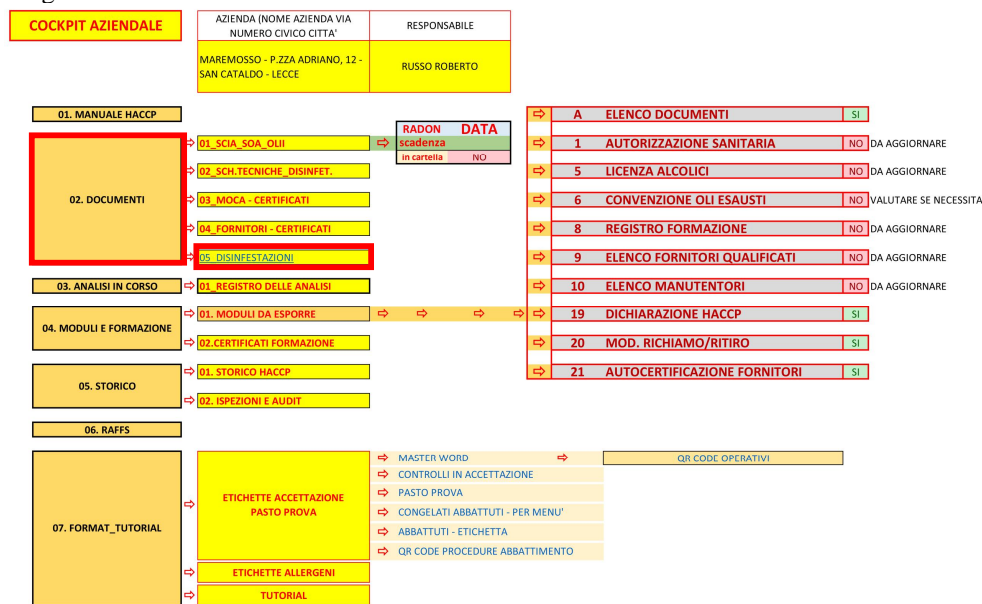 COCKPIT AZIENDALE
AZIENDA (NOME AZIENDA VIA
NUMERO CIVICO CITTA'
RESPONSABILE
MAREMOSSO - P.ZZA ADRIANO, 12 -
SAN CATALDO - LECCE
RUSSO ROBERTO
01. MANUALE HACCP
A ELENCO DOCUMENTI SI
RADON DATA
scadenza
in cartella NO
02. DOCUMENTI
01_SCIA_SOA_OLII
1 AUTORIZZAZIONE SANITARIA NO DA AGGIORNARE
02_SCH.TECNICHE_DISINFET.
5 LICENZA ALCOLICI NO DA AGGIORNARE
03_MOCA - CERTIFICATI
6 CONVENZIONE OLI ESAUSTI NO VALUTARE SE NECESSITA
04_FORNITORI - CERTIFICATI
8 REGISTRO FORMAZIONE NO DA AGGIORNARE
05_DISINFESTAZIONI
9 ELENCO FORNITORI QUALIFICATI NO DA AGGIORNARE
03. ANALISI IN CORSO
01_REGISTRO DELLE ANALISI
10 ELENCO MANUTENTORI NO DA AGGIORNARE
04. MODULI E FORMAZIONE
01. MODULI DA ESPORRE
19 DICHIARAZIONE HACCP SI
02.CERTIFICATI FORMAZIONE
20 MOD. RICHIAMO/RITIRO SI
05. STORICO
01. STORICO HACCP
21 AUTOCERTIFICAZIONE FORNITORI SI
02. ISPEZIONI E AUDIT
06. RAFFS
07. FORMAT_TUTORIAL
ETICHETTE ACCETTAZIONE
PASTO PROVA
MASTER WORD
QR CODE OPERATIVI
CONTROLLI IN ACCETTAZIONE
PASTO PROVA
CONGELATI ABBATTUTI - PER MENU'
ABBATTUTI - ETICHETTA
QR CODE PROCEDURE ABBATTIMENTO
ETICHETTE ALLERGENI
TUTORIAL